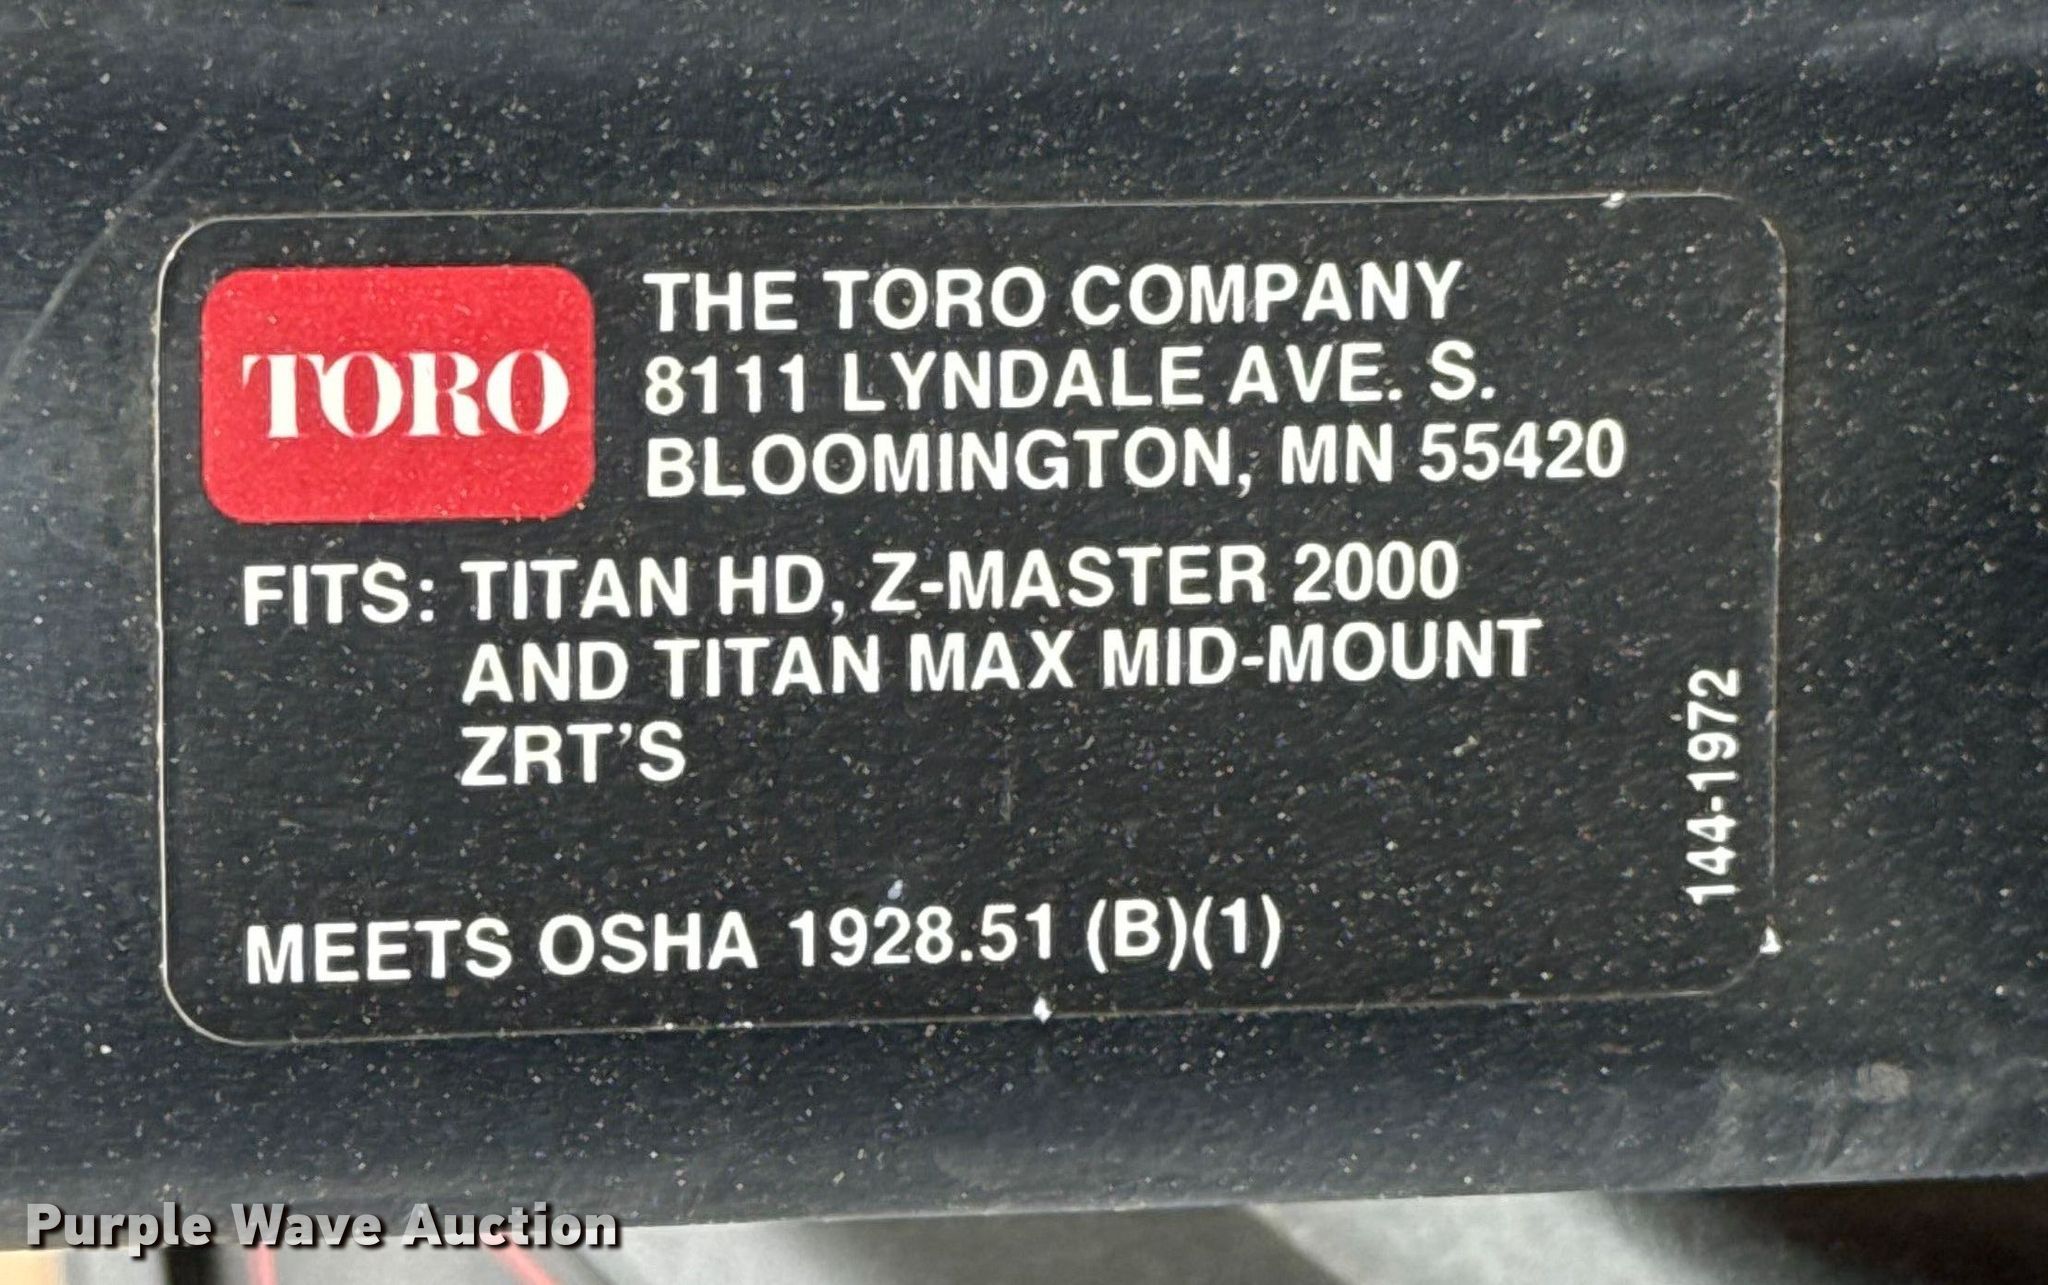 TORO
THE TORO COMPANY
8111 LYNDALE AVE. S.
BLOOMINGTON, MN 55420
FITS: TITAN HD, Z-MASTER 2000
AND TITAN MAX MID-MOUNT
ZRT'S
144-1972
MEETS OSHA 1928.51 (B)(1)
Purple Wave Auction